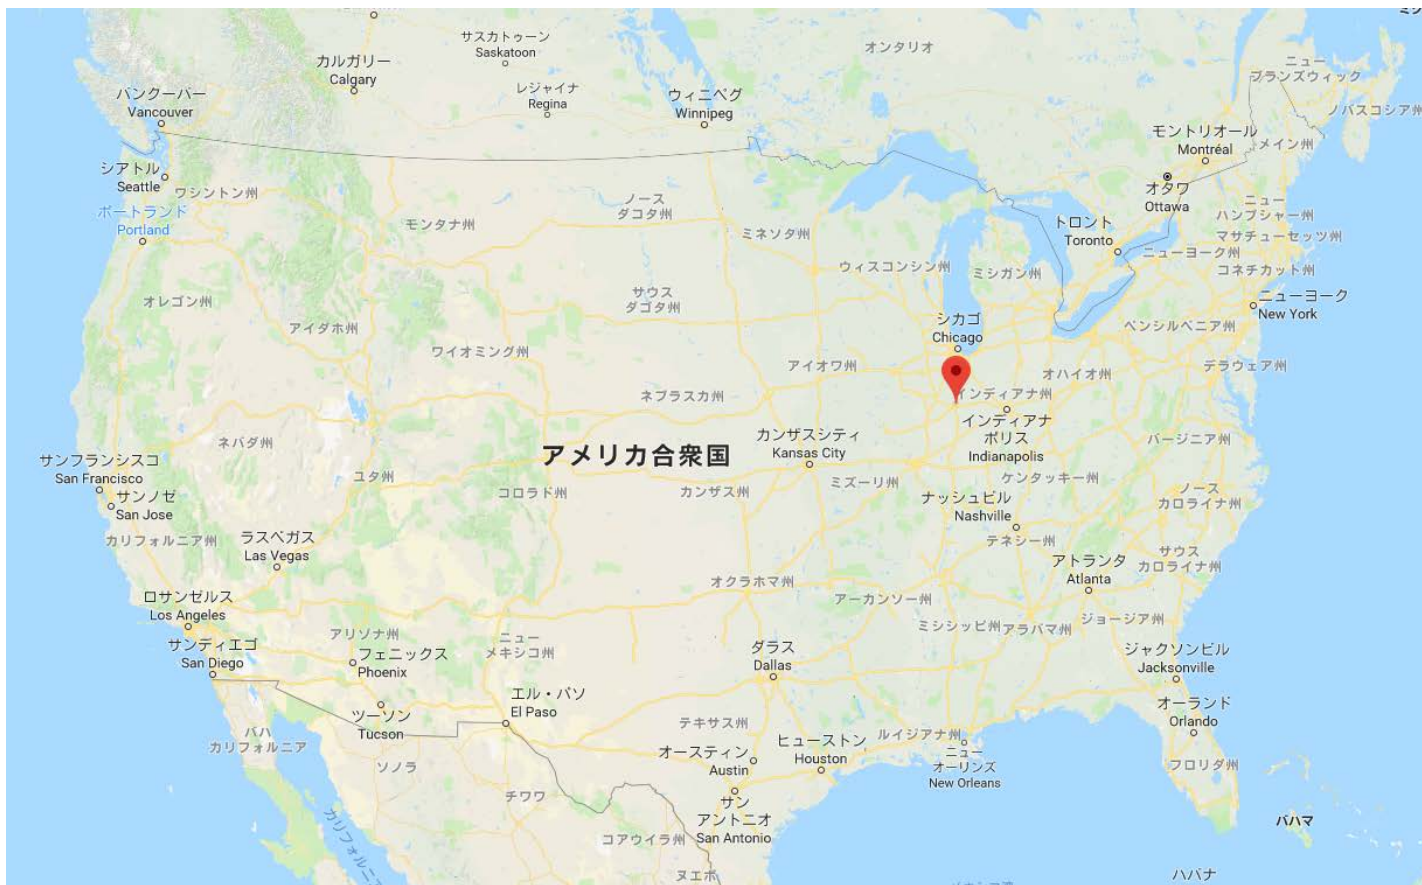 サスカトゥーン
Saskatoon
オンタリオ
カルガリー
Calgary
ニュー
ブランズウィック
レジャイナ
Regina
ウィニペグ
Winnipeg
バンクーバー
Vancouver
ノバスコシア州
モントリオール
Montréal
メイン州
シアトル
Seattle
ワシントン州
オタワ
Ottawa
ノース
ダコタ州
ニュー
ハンプシャー州
ポートランド
Portland
モンタナ州
ミネソタ州
トロント
Toronto
マサチューセッツ州
ニューヨーク州
コネチカット州
ウィスコンシン州
ミシガン州
サウス
ダコタ州
オレゴン州
ニューヨーク
New York
アイダホ州
シカゴ
Chicago
ペンシルベニア州
ワイオミング州
アイオワ州
オハイオ州
デラウェア州
ネブラスカ州
インディアナ州
インディアナ
ポリス
Indianapolis
ネバダ州
アメリカ合衆国
カンザスシティ
Kansas City
バージニア州
サンフランシスコ
San Francisco
ユタ州
コロラド州
カンザス州
ミズーリ州
ケンタッキー州
サンノゼ
San Jose
ナッシュビル
Nashville
ノース
カロライナ州
カリフォルニア州
ラスベガス
Las Vegas
テネシー州
アトランタ
Atlanta
サウス
カロライナ州
オクラホマ州
アーカンソー州
ロサンゼルス
Los Angeles
アリゾナ州
ニュー
メキシコ州
ミシシッピ州
アラバマ州
ジョージア州
サンディエゴ
San Diego
フェニックス
Phoenix
ダラス
Dallas
ジャクソンビル
Jacksonville
エル・パソ
El Paso
ツーソン
Tucson
テキサス州
オーランド
Orlando
バハ
カリフォルニア
オースティン
Austin
ヒューストン
Houston
ルイジアナ州
ニュー
オーリンズ
New Orleans
ソノラ
フロリダ州
チワワ
サン
アントニオ
San Antonio
コアウイラ州
バハマ
ハバナ